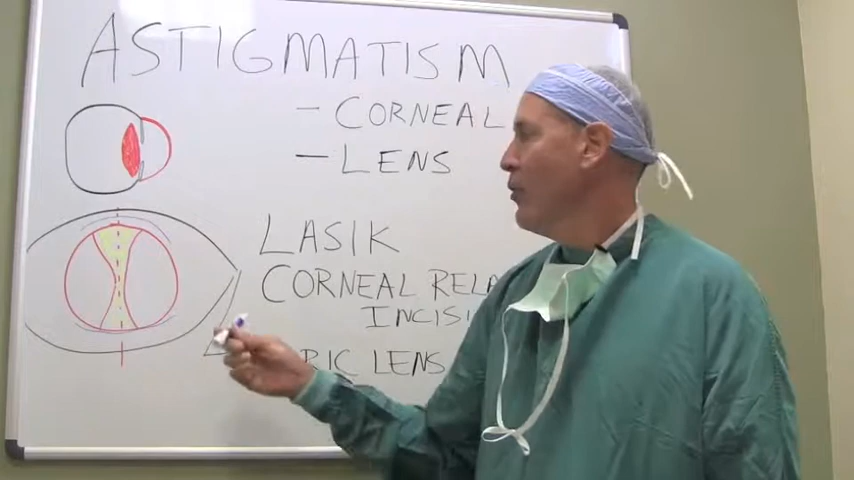 ASTIGMATISM
- CORNEAL
- LENS
LASIK
CORNEAL
LENS